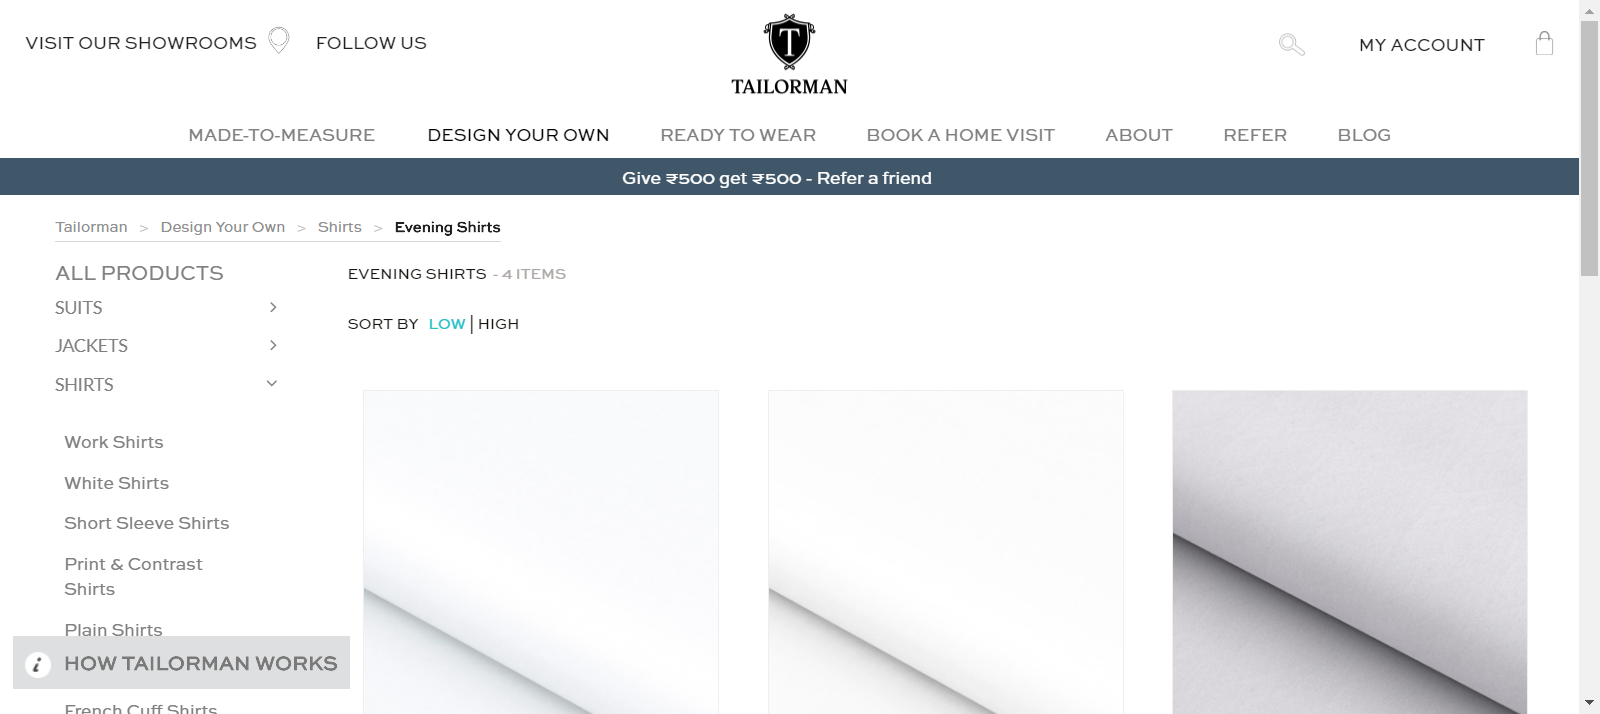 VISIT OUR SHOWROOMS FOLLOW US
T
TAILORMAN
MY ACCOUNT
MADE-TO-MEASURE DESIGN YOUR OWN READY TO WEAR BOOK A HOME VISIT ABOUT REFER BLOG
Give ₹500 get ₹500 - Refer a friend
Tailorman > Design Your Own > Shirts > Evening Shirts
ALL PRODUCTS
SUITS
JACKETS
SHIRTS
Work Shirts
White Shirts
Short Sleeve Shirts
Print & Contrast
Shirts
Plain Shirts
i HOW TAILORMAN WORKS
French Cuff Shirts
EVENING SHIRTS - 4 ITEMS
SORT BY LOW | HIGH